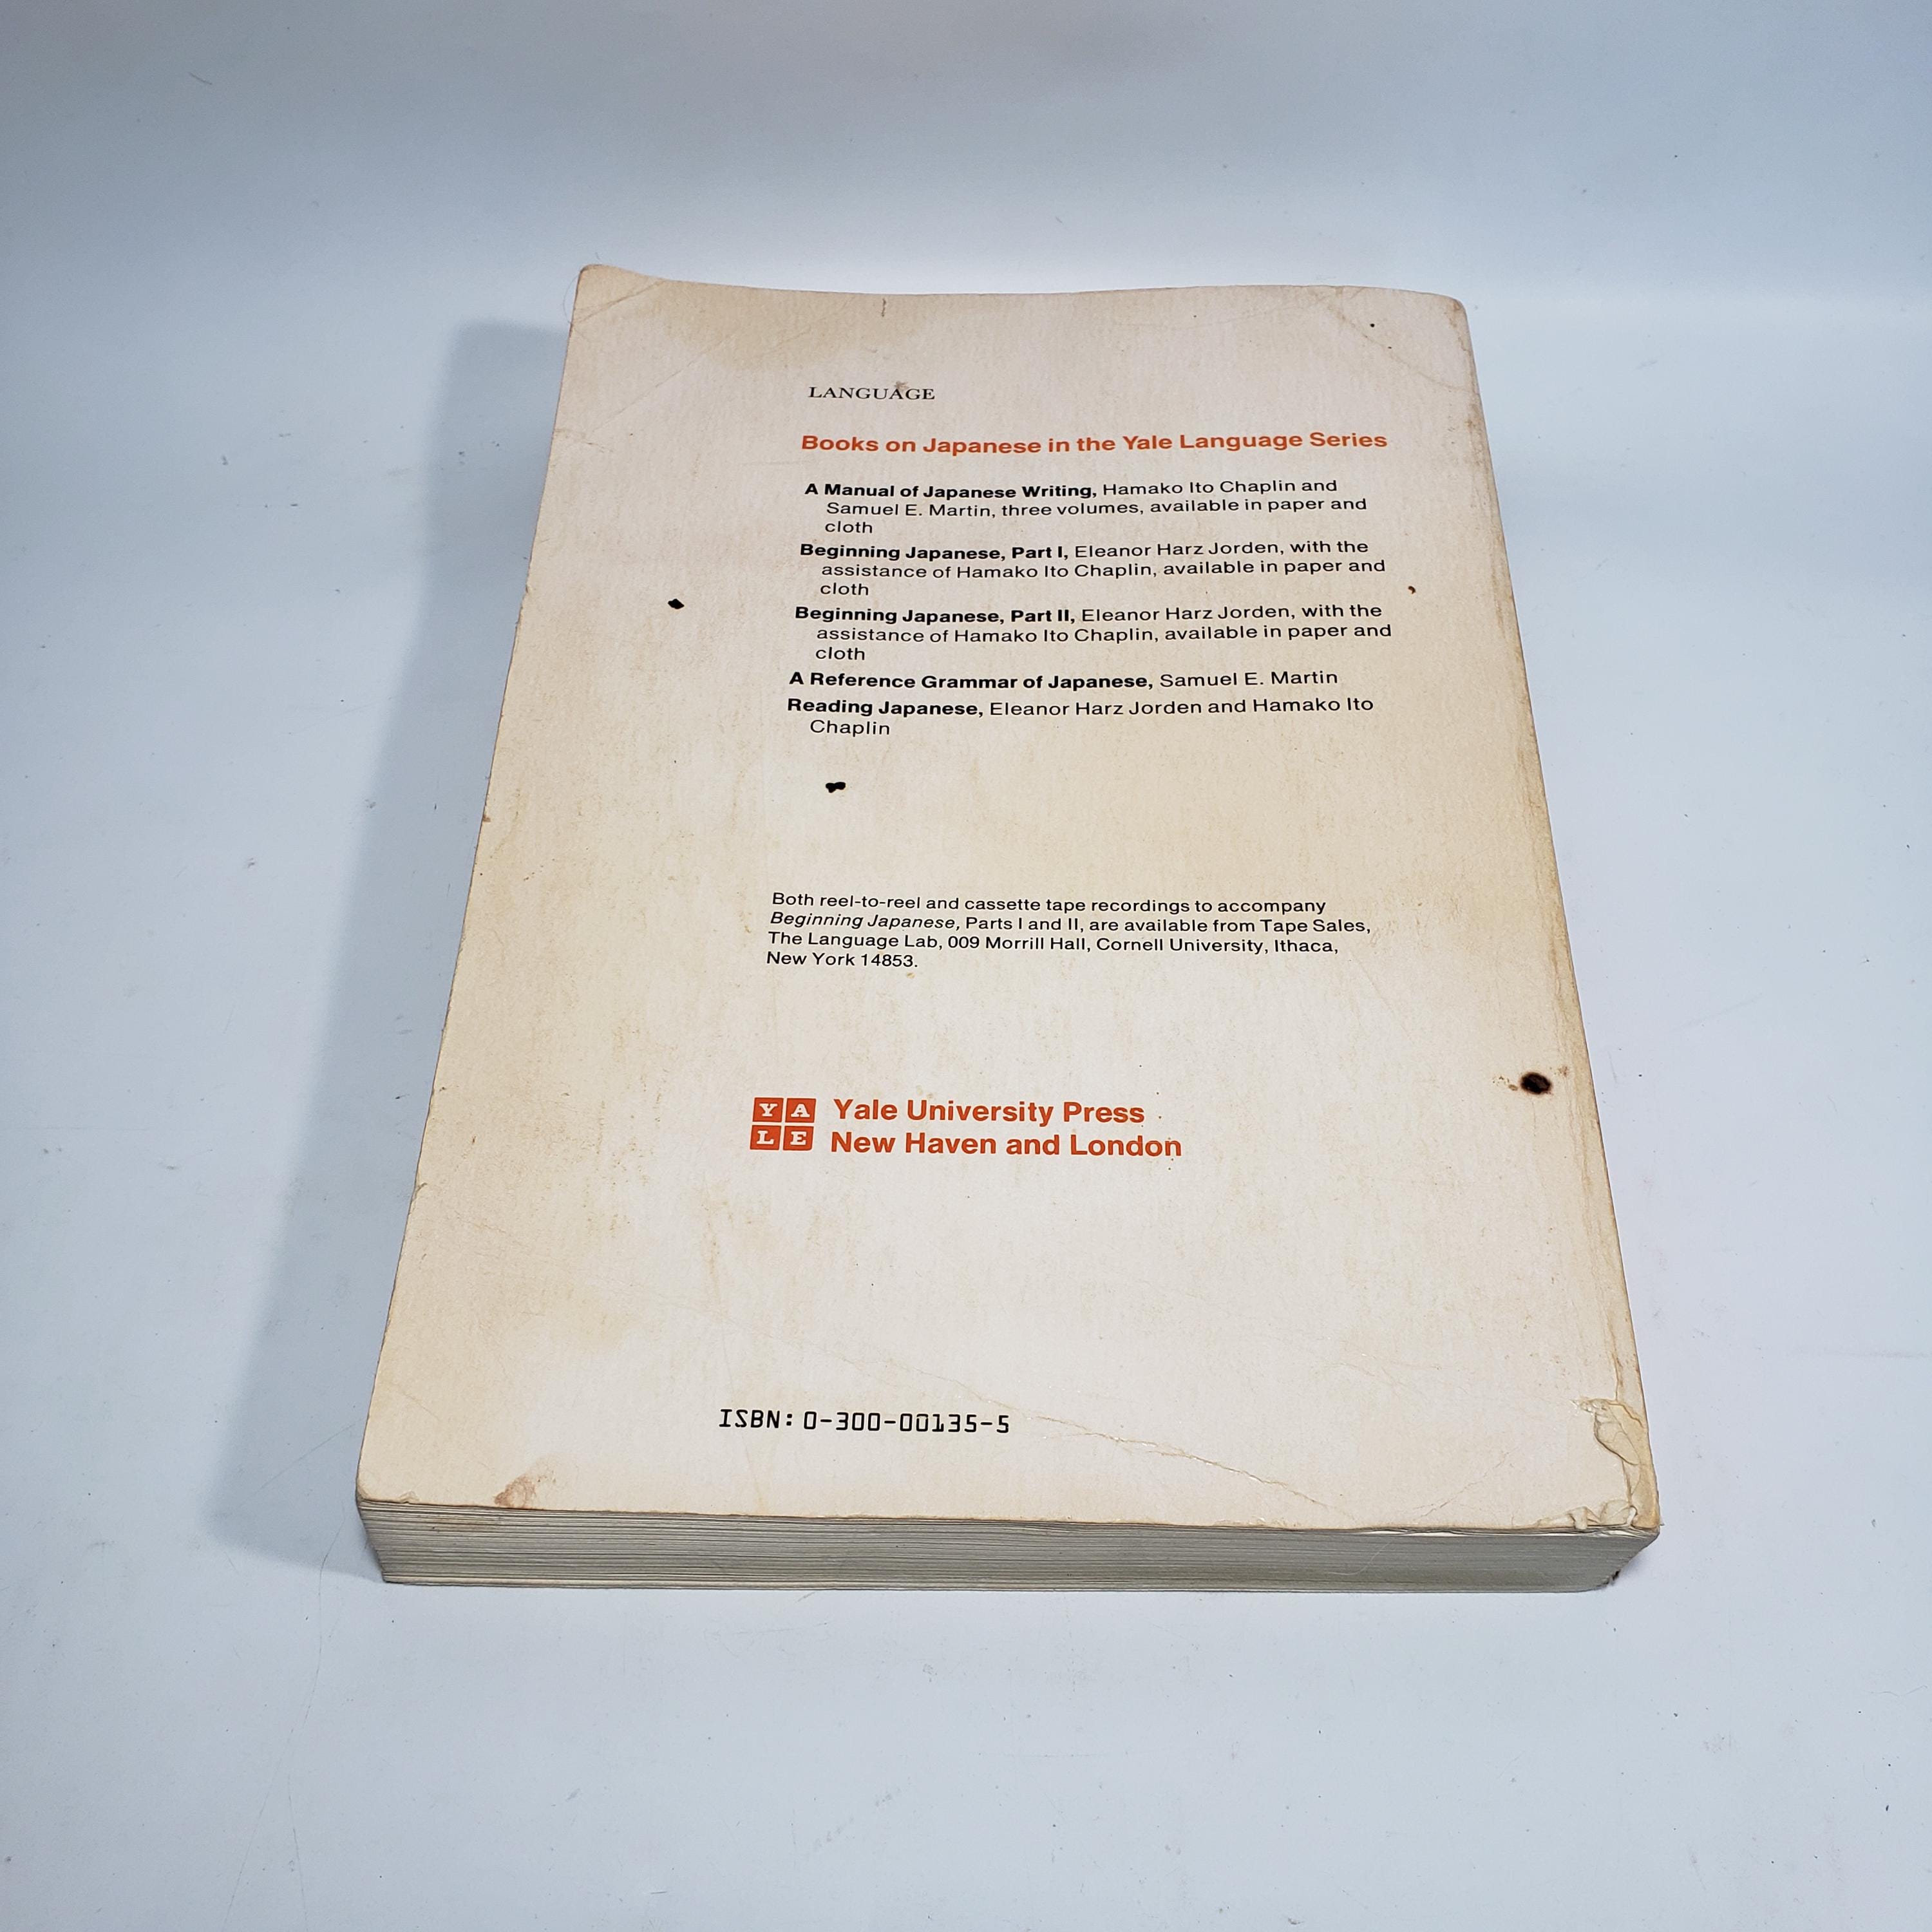 LANGUAGE
Books on Japanese in the Yale Language Series
A Manual of Japanese Writing, Hamako Ito Chaplin and
Samuel E. Martin, three volumes, available in paper and
cloth
Beginning Japanese, Part I, Eleanor Harz Jorden, with the
assistance of Hamako Ito Chaplin, available in paper and
cloth
Beginning Japanese, Part II, Eleanor Harz Jorden, with the
assistance of Hamako Ito Chaplin, available in paper and
cloth
A Reference Grammar of Japanese, Samuel E. Martin
Reading Japanese, Eleanor Harz Jorden and Hamako Ito
Chaplin
Both reel-to-reel and cassette tape recordings to accompany
Beginning Japanese, Parts I and II, are available from Tape Sales,
The Language Lab, 009 Morrill Hall, Cornell University, Ithaca,
New York 14853.
YA
LE
Yale University Press
New Haven and London
ISBN: 0-300-00135-5